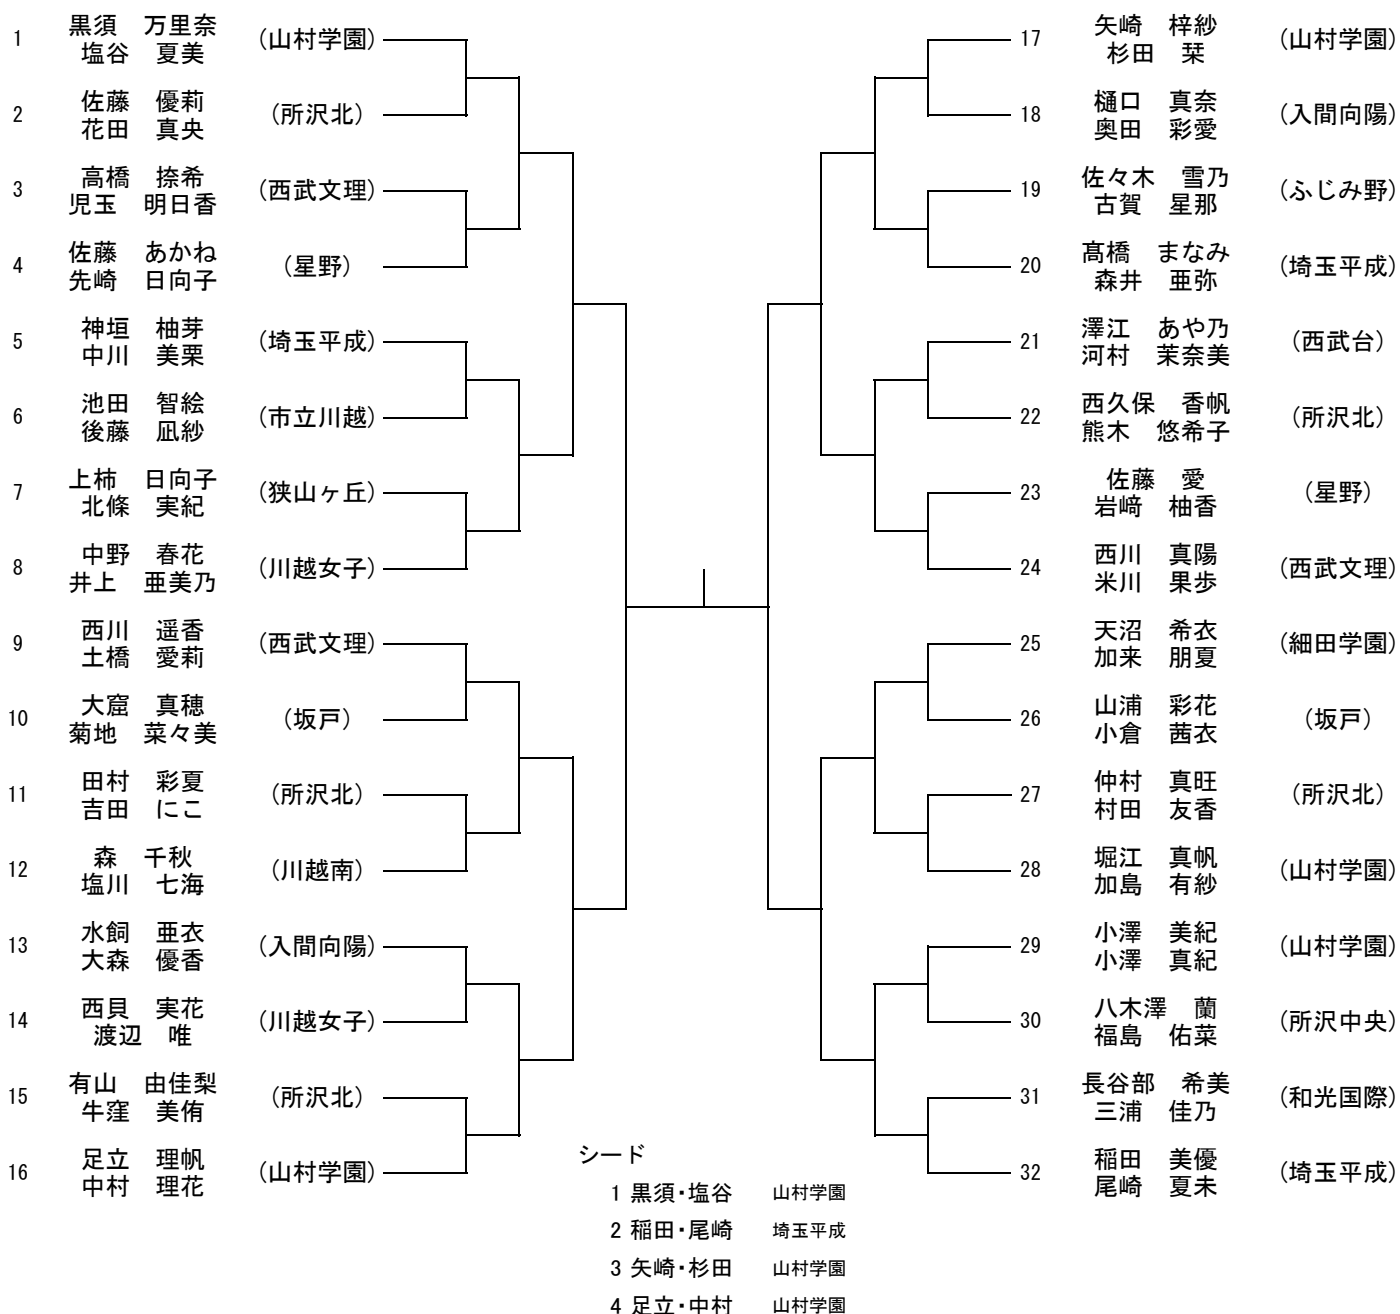 1 黒須　万里奈 (山村学園)
塩谷　夏美
2 佐藤　優莉 (所沢北)
花田　真央
3 高橋　捺希 (西武文理)
児玉　明日香
4 佐藤　あかね (星野)
先崎　日向子
5 神垣　柚芽 (埼玉平成)
中川　美栗
6 池田　智絵 (市立川越)
後藤　凪紗
7 上柿　日向子 (狭山ヶ丘)
北條　実紀
8 中野　春花 (川越女子)
井上　亜美乃
9 西川　遥香 (西武文理)
土橋　愛莉
10 大窟　真穂 (坂戸)
菊地　菜々美
11 田村　彩夏 (所沢北)
吉田　にこ
12 森　千秋 (川越南)
塩川　七海
13 水飼　亜衣 (入間向陽)
大森　優香
14 西貝　実花 (川越女子)
渡辺　唯
15 有山　由佳梨 (所沢北)
牛窪　美侑
16 足立　理帆 (山村学園)
中村　理花
17 矢崎　梓紗 (山村学園)
杉田　栞
18 樋口　真奈 (入間向陽)
奥田　彩愛
19 佐々木　雪乃 (ふじみ野)
古賀　星那
20 髙橋　まなみ (埼玉平成)
森井　亜弥
21 澤江　あや乃 (西武台)
河村　茉奈美
22 西久保　香帆 (所沢北)
熊木　悠希子
23 佐藤　愛 (星野)
岩﨑　柚香
24 西川　真陽 (西武文理)
米川　果歩
25 天沼　希衣 (細田学園)
加来　朋夏
26 山浦　彩花 (坂戸)
小倉　茜衣
27 仲村　真旺 (所沢北)
村田　友香
28 堀江　真帆 (山村学園)
加島　有紗
29 小澤　美紀 (山村学園)
小澤　真紀
30 八木澤　蘭 (所沢中央)
福島　佑菜
31 長谷部　希美 (和光国際)
三浦　佳乃
32 稲田　美優 (埼玉平成)
尾崎　夏未
シード
1 黒須・塩谷 山村学園
2 稲田・尾崎 埼玉平成
3 矢崎・杉田 山村学園
4 足立・中村 山村学園